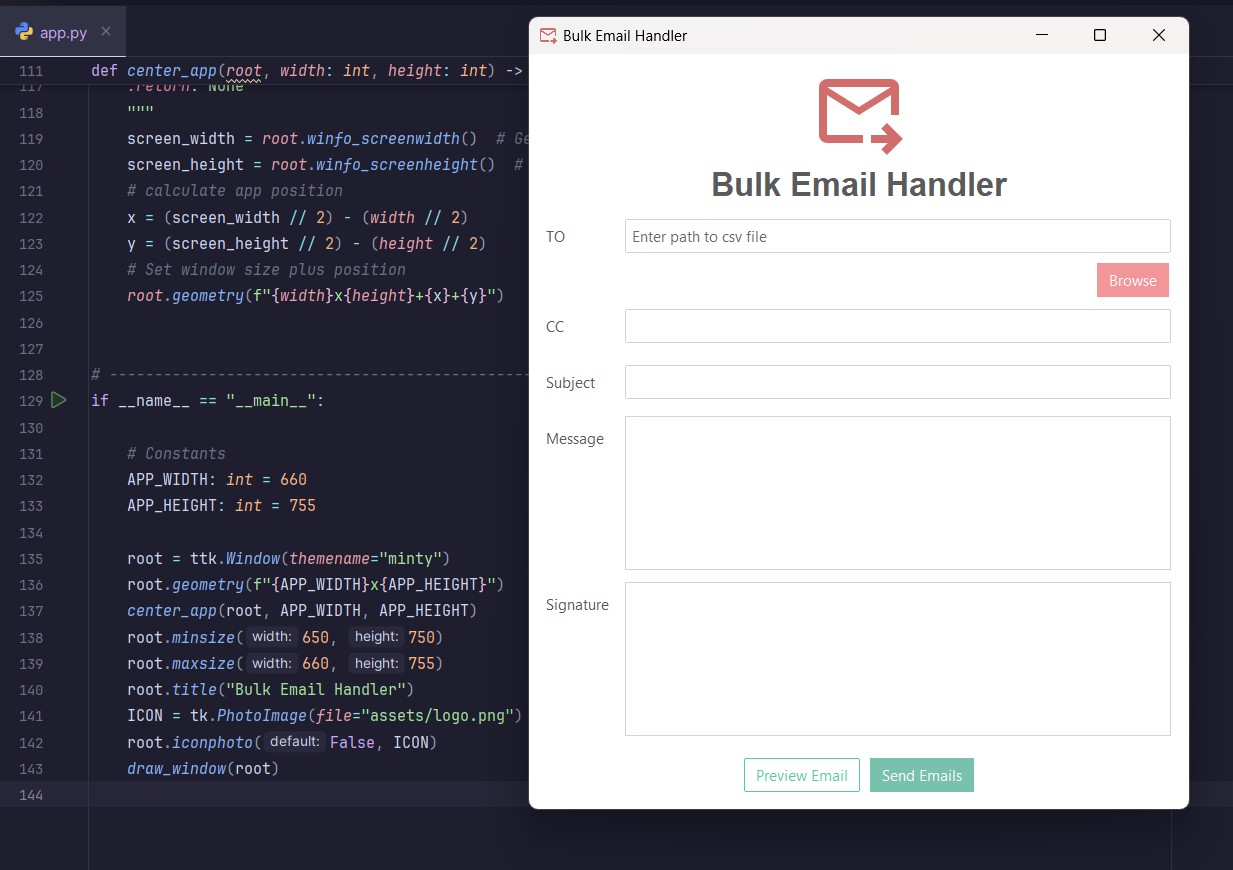 app.py ×
111 def center_app(root, width: int, height: int) ->
117 :return: None
118 """
119 screen_width = root.winfo_screenwidth() # Ge
120 screen_height = root.winfo_screenheight() #
121 # calculate app position
122 x = (screen_width // 2) - (width // 2)
123 y = (screen_height // 2) - (height // 2)
124 # Set window size plus position
125 root.geometry(f"{width}x{height}+{x}+{y}")
126
127
128 # -----------------------------------------------
129 if __name__ == "__main__":
130
131 # Constants
132 APP_WIDTH: int = 660
133 APP_HEIGHT: int = 755
134
135 root = ttk.Window(themename="minty")
136 root.geometry(f"{APP_WIDTH}x{APP_HEIGHT}")
137 center_app(root, APP_WIDTH, APP_HEIGHT)
138 root.minsize( width: 650, height: 750)
139 root.maxsize( width: 660, height: 755)
140 root.title("Bulk Email Handler")
141 ICON = tk.PhotoImage(file="assets/logo.png")
142 root.iconphoto( default: False, ICON)
143 draw_window(root)
144
Bulk Email Handler
Bulk Email Handler
TO
Enter path to csv file
Browse
CC
Subject
Message
Signature
Preview Email
Send Emails